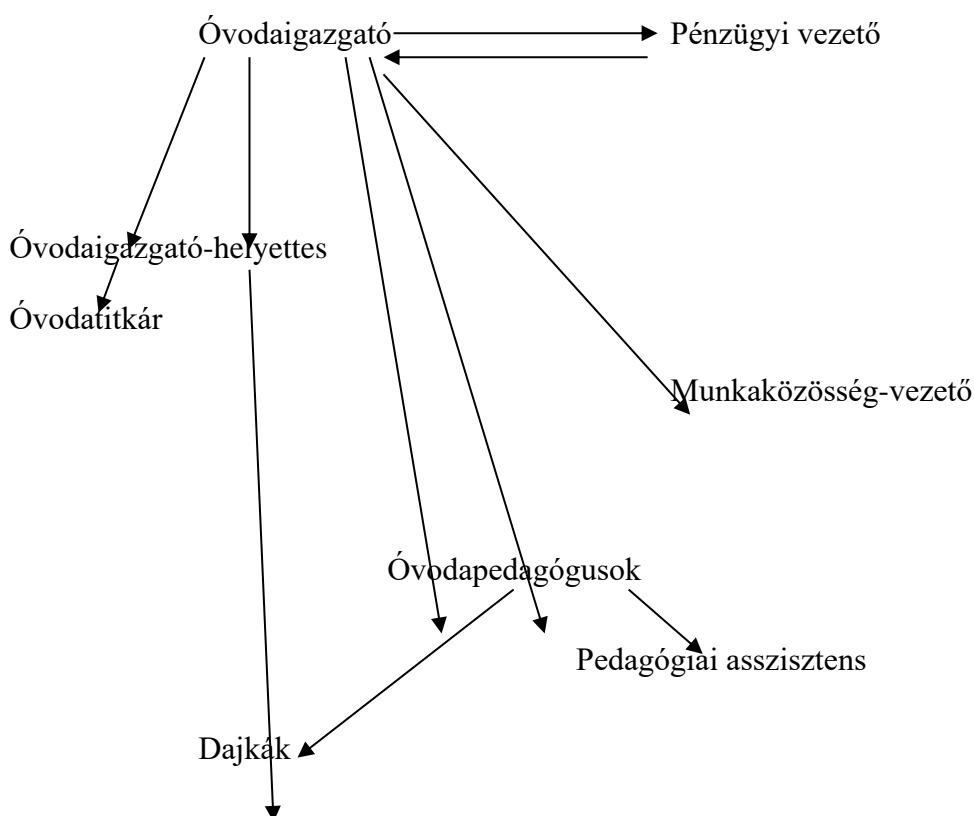 Óvodaigazgató Pénzügyi vezető
Óvodaigazgató-helyettes
Óvodatitkár
Munkaközösség-vezető
Óvodapedagógusok
Pedagógiai asszisztens
Dajkák